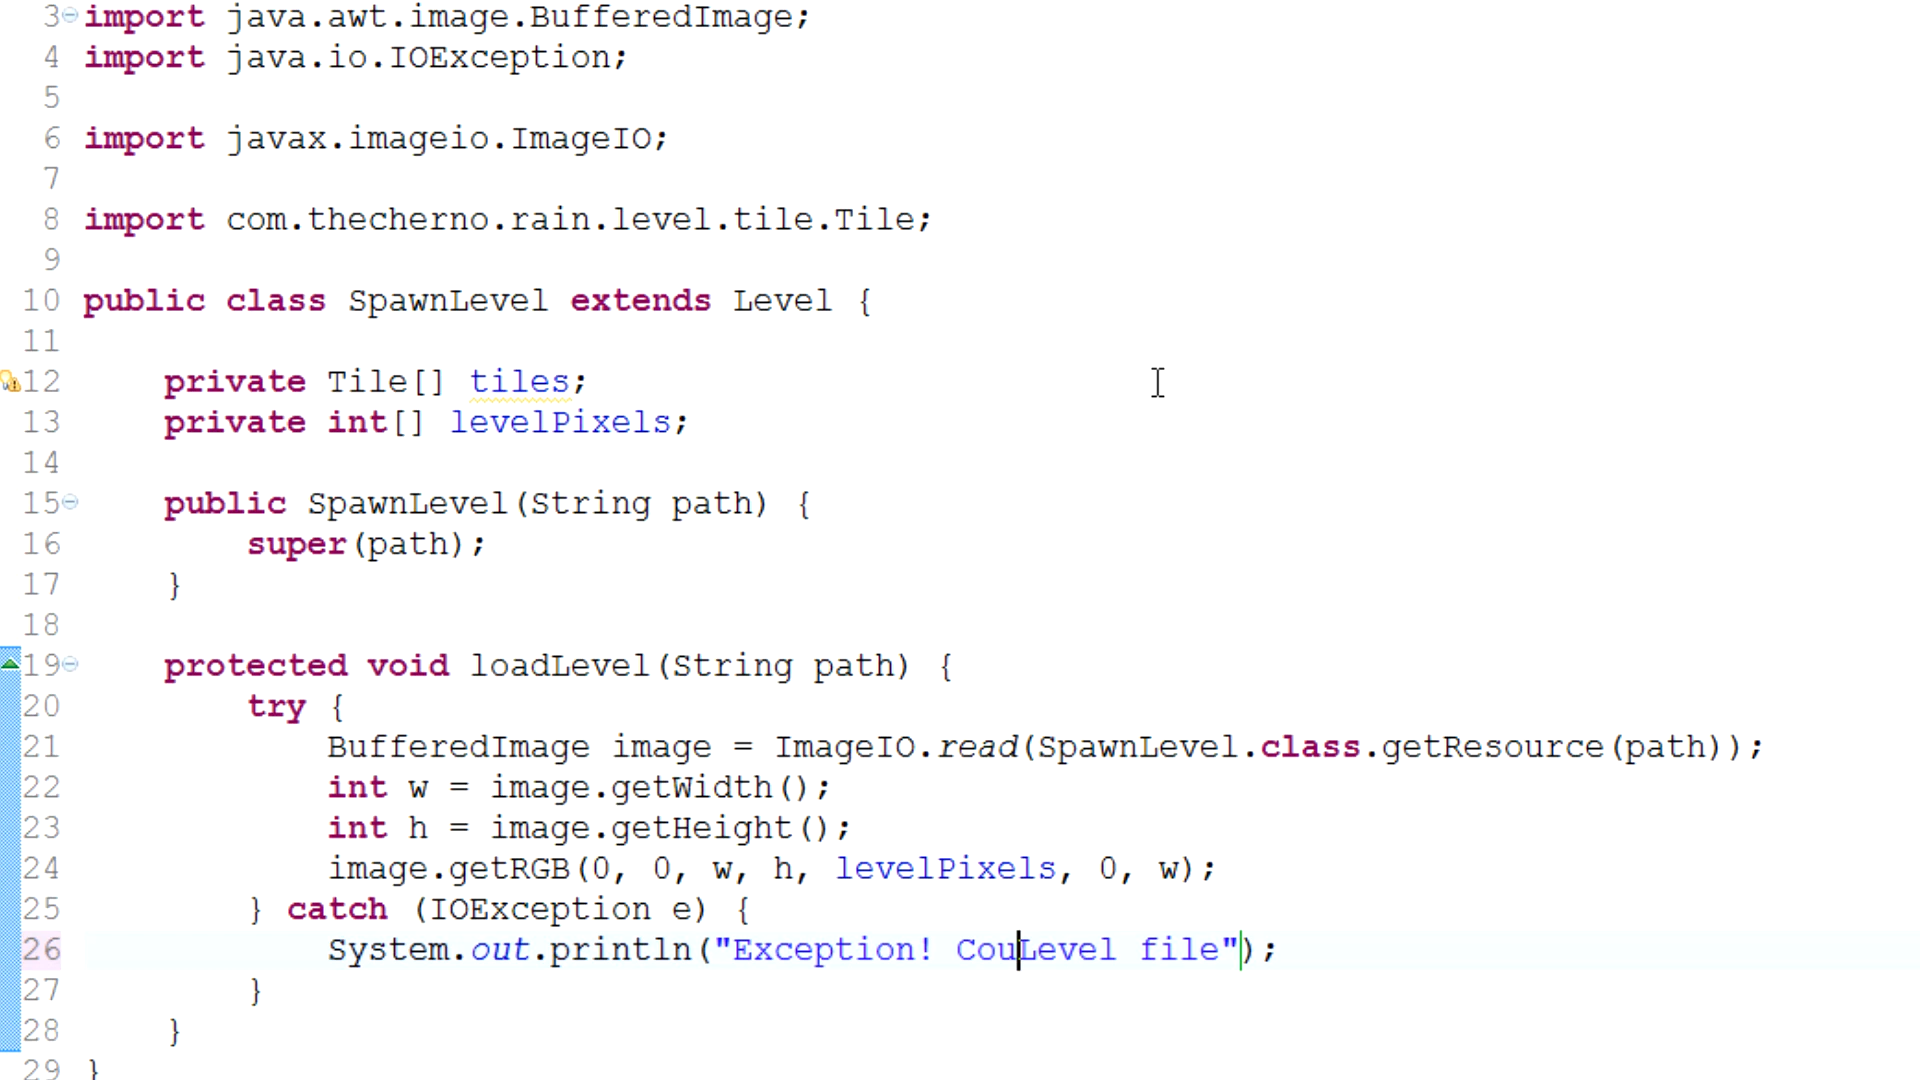 3 import java.awt.image.BufferedImage;
4 import java.io.IOException;
5
6 import javax.imageio.ImageIO;
7
8 import com.thecherno.rain.level.tile.Tile;
9
10 public class SpawnLevel extends Level {
11
12 private Tile[] tiles;
13 private int[] levelPixels;
14
15 public SpawnLevel(String path) {
16 super(path);
17 }
18
19 protected void loadLevel(String path) {
20 try {
21 BufferedImage image = ImageIO.read(SpawnLevel.class.getResource(path));
22 int w = image.getWidth();
23 int h = image.getHeight();
24 image.getRGB(0, 0, w, h, levelPixels, 0, w);
25 } catch (IOException e) {
26 System.out.println("Exception! CouLevel file");
27 }
28 }
29 }